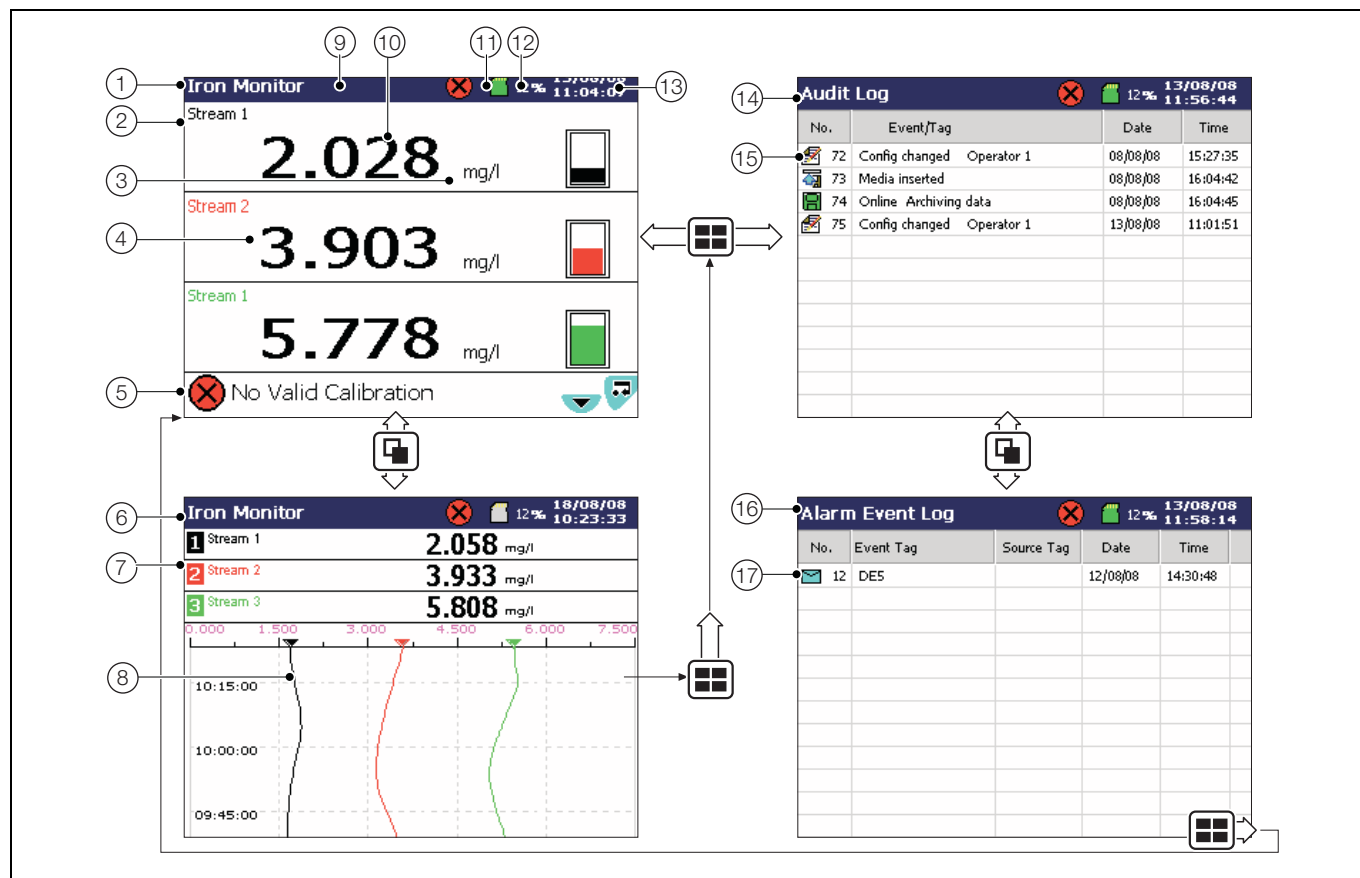 9 10 11 12
1 Iron Monitor 12% 13/08/08
11:04:07 13
2 Stream 1
2.028 mg/l
3
Stream 2
4 3.903 mg/l
Stream 1
5.778 mg/l
5 No Valid Calibration
14 Audit Log 12% 13/08/08
11:56:44
No. Event/Tag Date Time
15 72 Config changed Operator 1 08/08/08 15:27:35
73 Media inserted 08/08/08 16:04:42
74 Online Archiving data 08/08/08 16:04:45
75 Config changed Operator 1 13/08/08 11:01:51
6 Iron Monitor 12% 18/08/08
10:23:33
1 Stream 1 2.058 mg/l
7 2 Stream 2 3.933 mg/l
3 Stream 3 5.808 mg/l
0.000 1.500 3.000 4.500 6.000 7.500
8 10:15:00
10:00:00
09:45:00
16 Alarm Event Log 12% 13/08/08
11:58:14
No. Event Tag Source Tag Date Time
17 12 DES 12/08/08 14:30:48